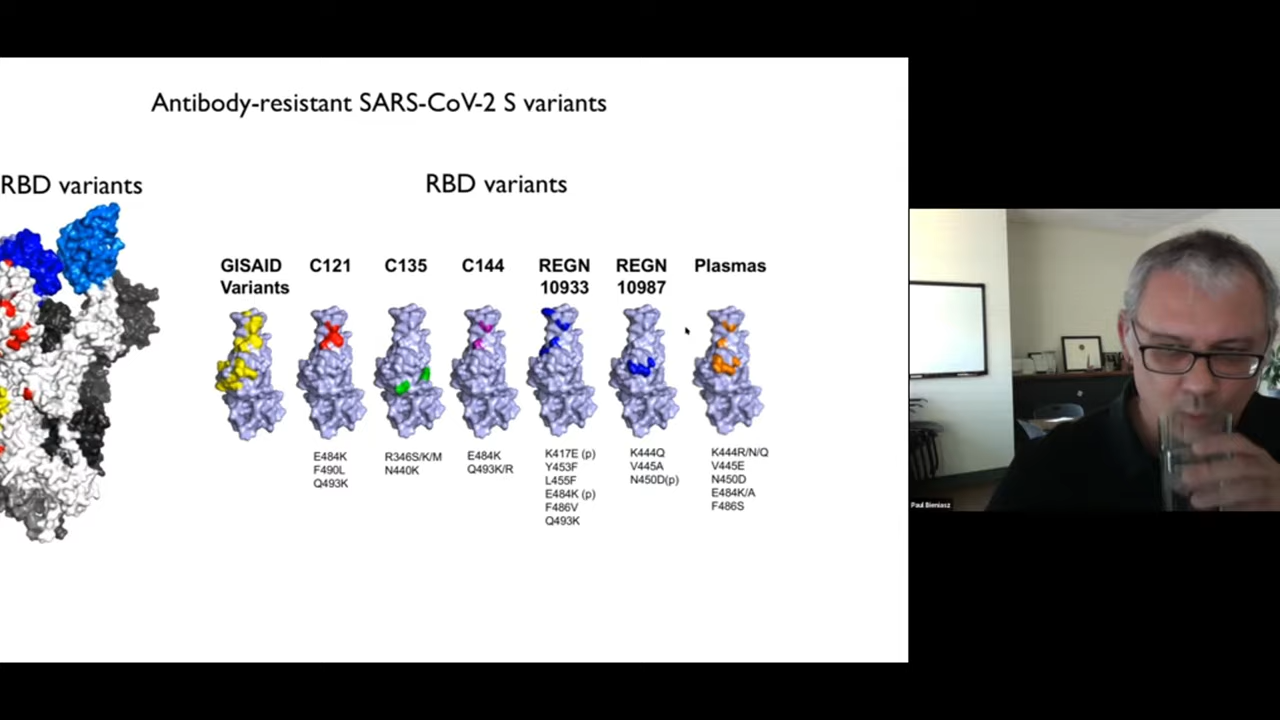 Antibody-resistant SARS-CoV-2 S variants
RBD variants
RBD variants
GISAID Variants
C121
C135
C144
REGN 10933
REGN 10987
Plasmas
E484K
F490L
Q493K
R346S/K/M
N440K
E484K
Q493K/R
K417E (p)
Y453F
L455F
E484K (p)
F486V
Q493K
K444Q
V445A
N450D(p)
K444R/N/Q
V445E
N450D
E484K/A
F486S
Paul Bieniasz